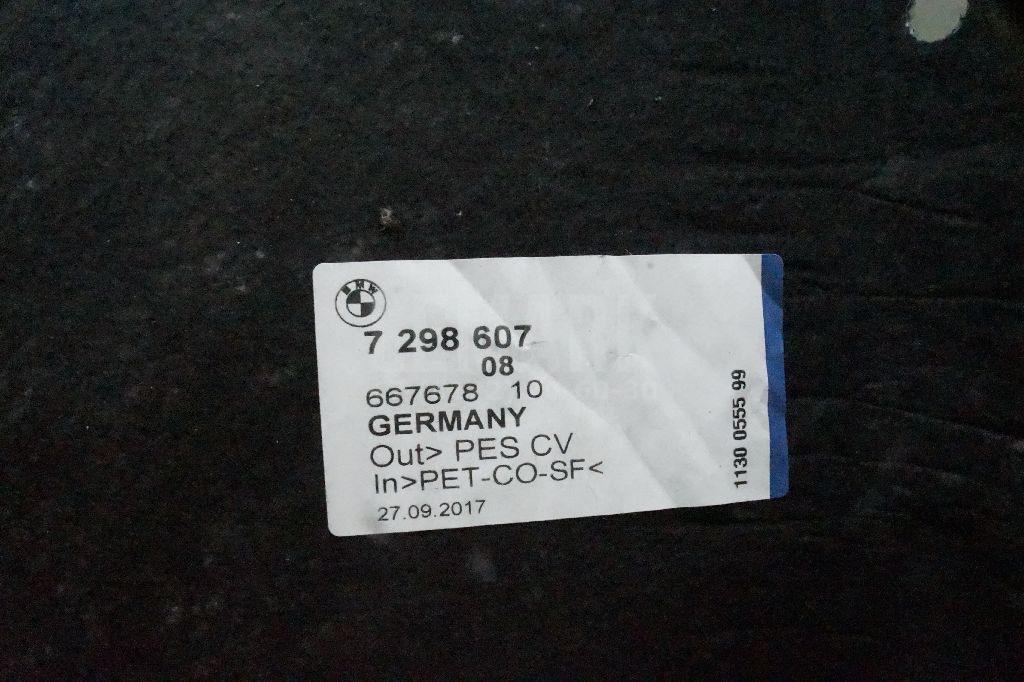 BMW
7 298 607
08
667678 10
GERMANY
Out> PES CV
In>PET-CO-SF<
27.09.2017
1130 0555 99